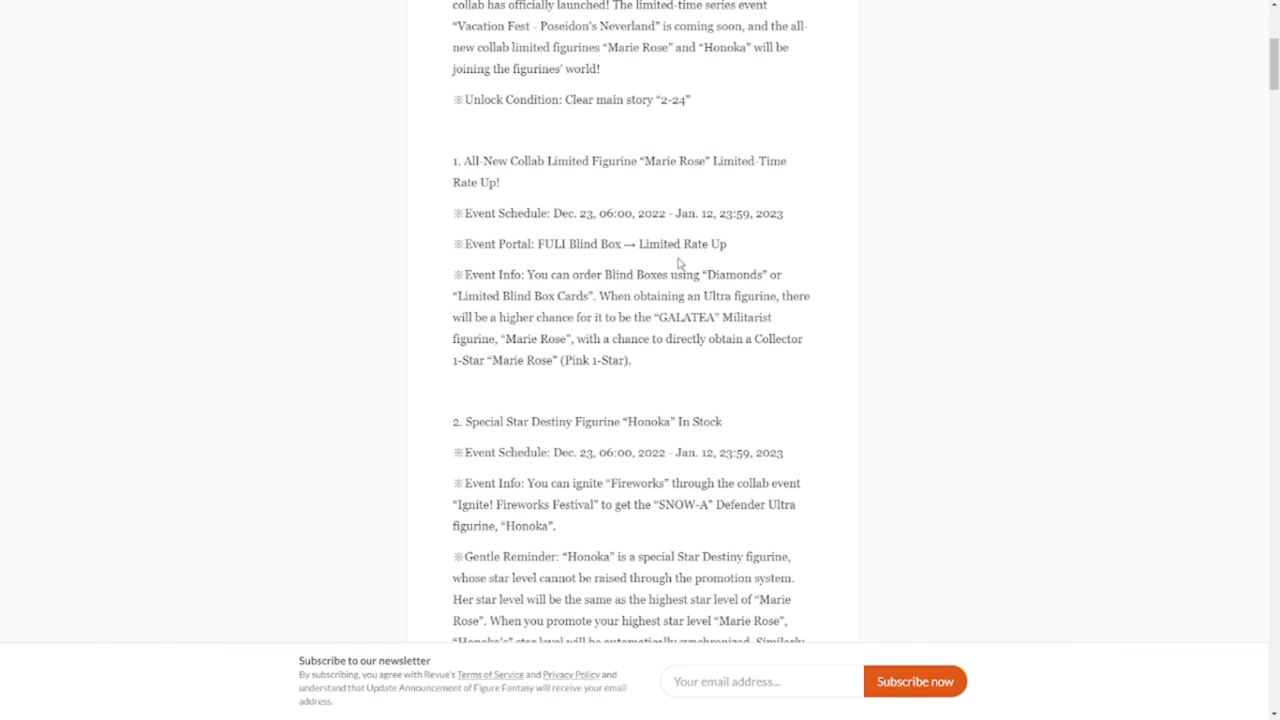 collab has officially launched! The limited-time series event
“Vacation Fest - Poseidon’s Neverland” is coming soon, and the all-
new collab limited figurines “Marie Rose” and “Honoka” will be
joining the figurines’ world!
※Unlock Condition: Clear main story “2-24”
1. All-New Collab Limited Figurine “Marie Rose” Limited-Time
Rate Up!
※Event Schedule: Dec. 23, 06:00, 2022 - Jan. 12, 23:59, 2023
※Event Portal: FULI Blind Box → Limited Rate Up
※Event Info: You can order Blind Boxes using “Diamonds” or
“Limited Blind Box Cards”. When obtaining an Ultra figurine, there
will be a higher chance for it to be the “GALATEA” Militarist
figurine, “Marie Rose”, with a chance to directly obtain a Collector
1-Star “Marie Rose” (Pink 1-Star).
2. Special Star Destiny Figurine “Honoka” In Stock
※Event Schedule: Dec. 23, 06:00, 2022 - Jan. 12, 23:59, 2023
※Event Info: You can ignite “Fireworks” through the collab event
“Ignite! Fireworks Festival” to get the “SNOW-A” Defender Ultra
figurine, “Honoka”.
※Gentle Reminder: “Honoka” is a special Star Destiny figurine,
whose star level cannot be raised through the promotion system.
Her star level will be the same as the highest star level of “Marie
Rose”. When you promote your highest star level “Marie Rose”,
“Honoka’s” star level will be automatically synchronized. Similarly
Subscribe to our newsletter
By subscribing, you agree with Revue's Terms of Service and Privacy Policy and
understand that Update Announcement of Figure Fantasy will receive your email
address.
Your email address...
Subscribe now